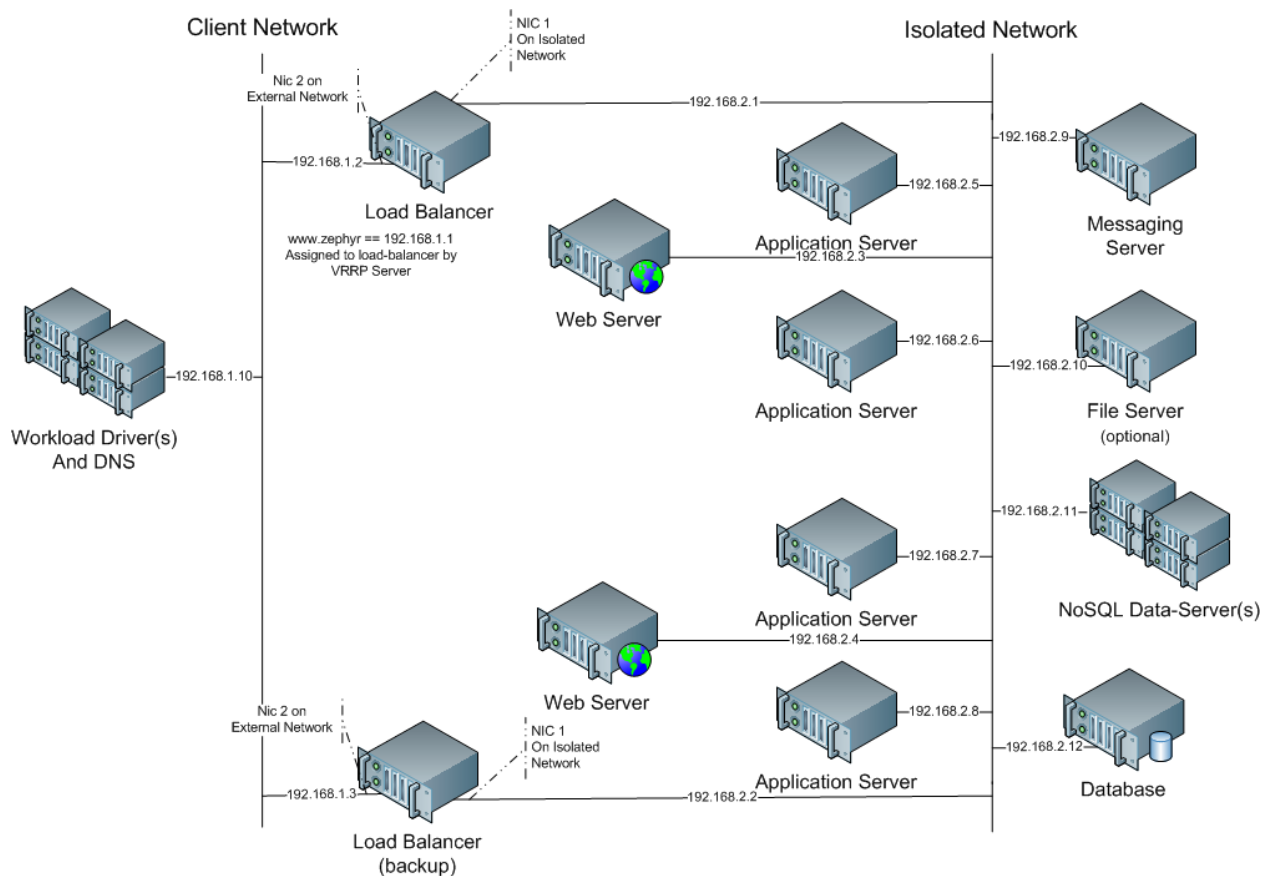 Client Network
NIC 1
On Isolated
Network
Isolated Network
Nic 2 on
External Network
192.168.2.1
192.168.2.9
192.168.1.2
192.168.2.5
Load Balancer
www.zephyr == 192.168.1.1
Assigned to load-balancer by
VRRP Server
Application Server
Messaging
Server
192.168.2.3
Web Server
192.168.2.6
192.168.2.10
192.168.1.10
Application Server
File Server
(optional)
Workload Driver(s)
And DNS
192.168.2.11
192.168.2.7
Application Server
NoSQL Data-Server(s)
192.168.2.4
Web Server
192.168.2.8
Nic 2 on
External Network
NIC 1
On Isolated
Network
192.168.2.12
Application Server
Database
192.168.1.3
192.168.2.2
Load Balancer
(backup)